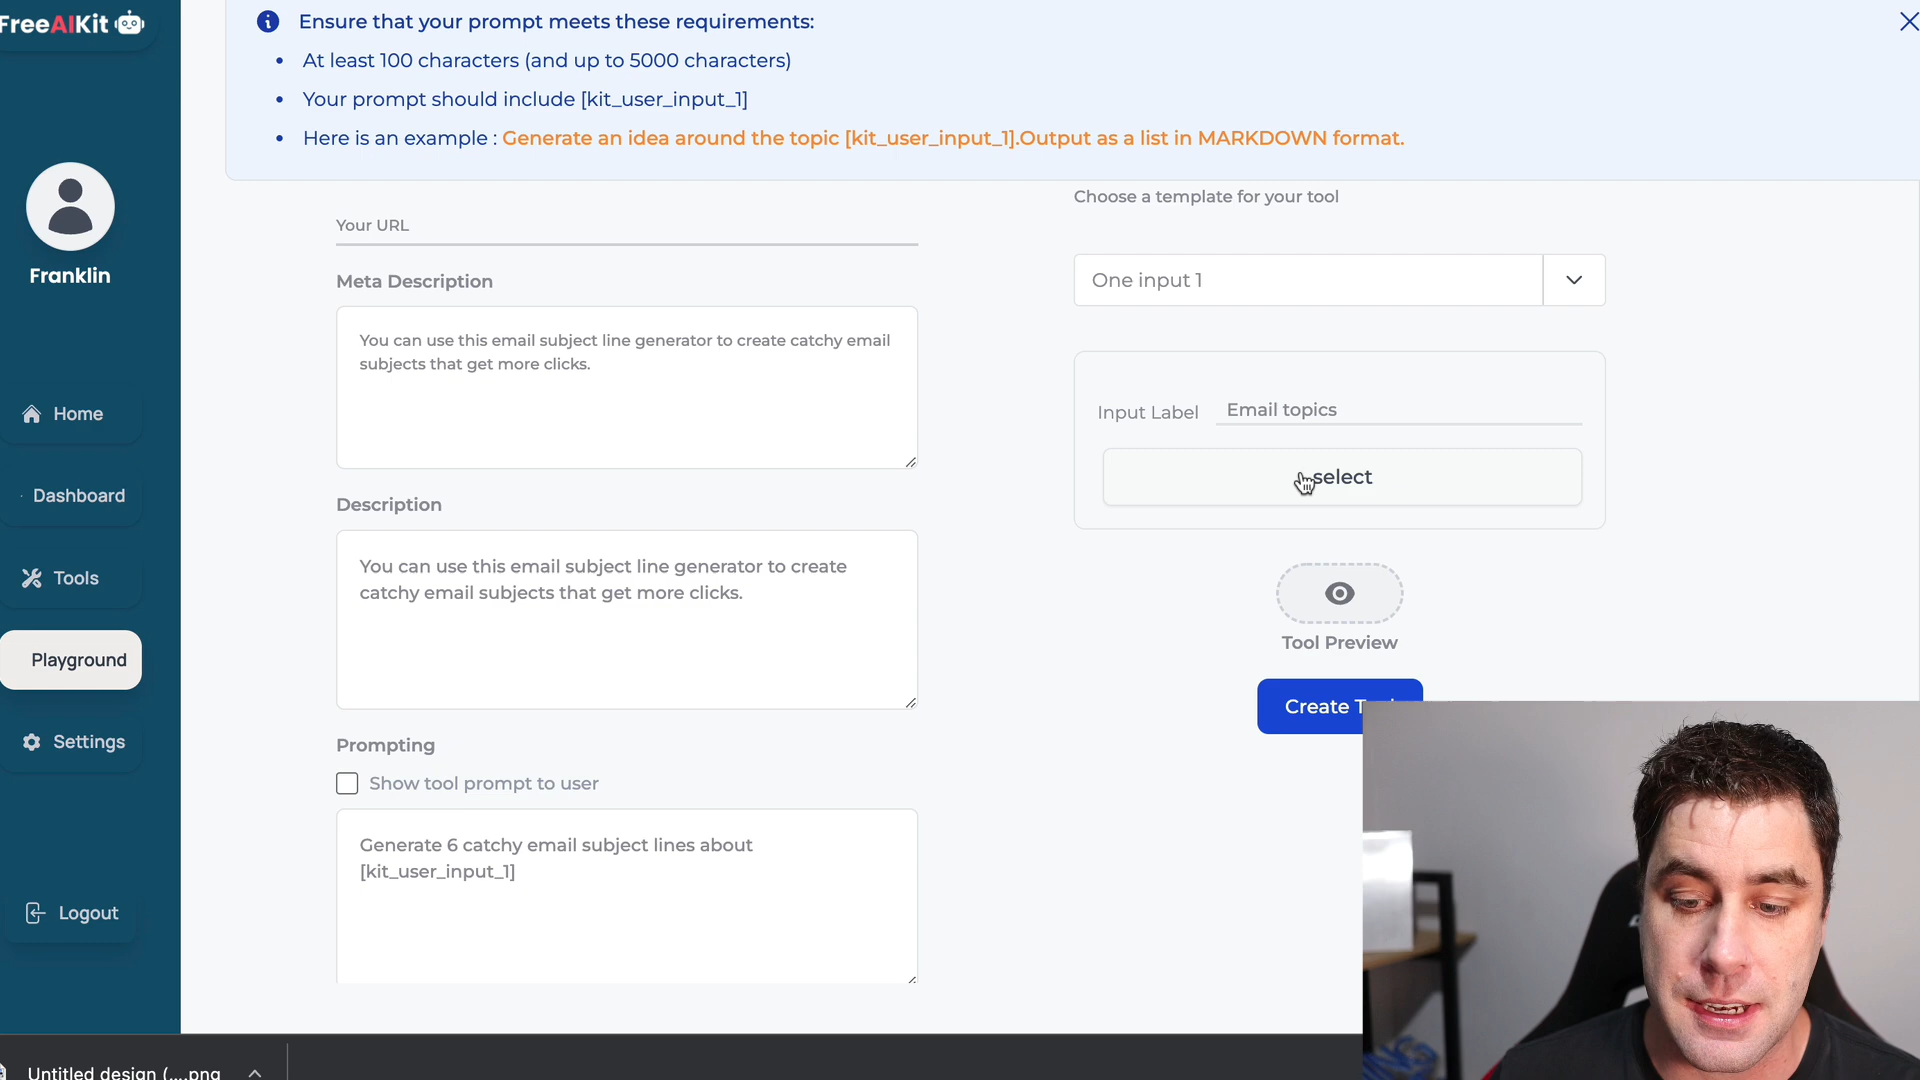 FreeAIKit
Ensure that your prompt meets these requirements:
At least 100 characters (and up to 5000 characters)
Your prompt should include [kit_user_input_1]
Here is an example : Generate an idea around the topic [kit_user_input_1].Output as a list in MARKDOWN format.
Franklin
Home
Dashboard
Tools
Playground
Settings
Logout
Your URL
Meta Description
You can use this email subject line generator to create catchy email
subjects that get more clicks.
Description
You can use this email subject line generator to create
catchy email subjects that get more clicks.
Prompting
Show tool prompt to user
Generate 6 catchy email subject lines about
[kit_user_input_1]
Choose a template for your tool
One input 1
Input Label Email topics
select
Tool Preview
Create
Untitled design (....png